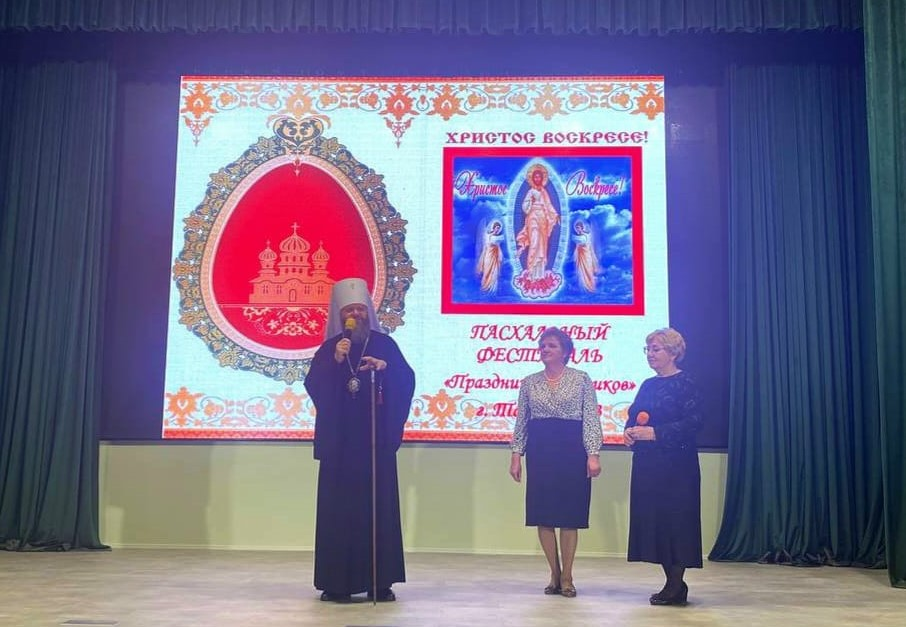 ХРИСТОС ВОСКРЕСЕ!
Христос Воскресе!
ПАСХАЛЬНЫЙ
ФЕСТИВАЛЬ
г.